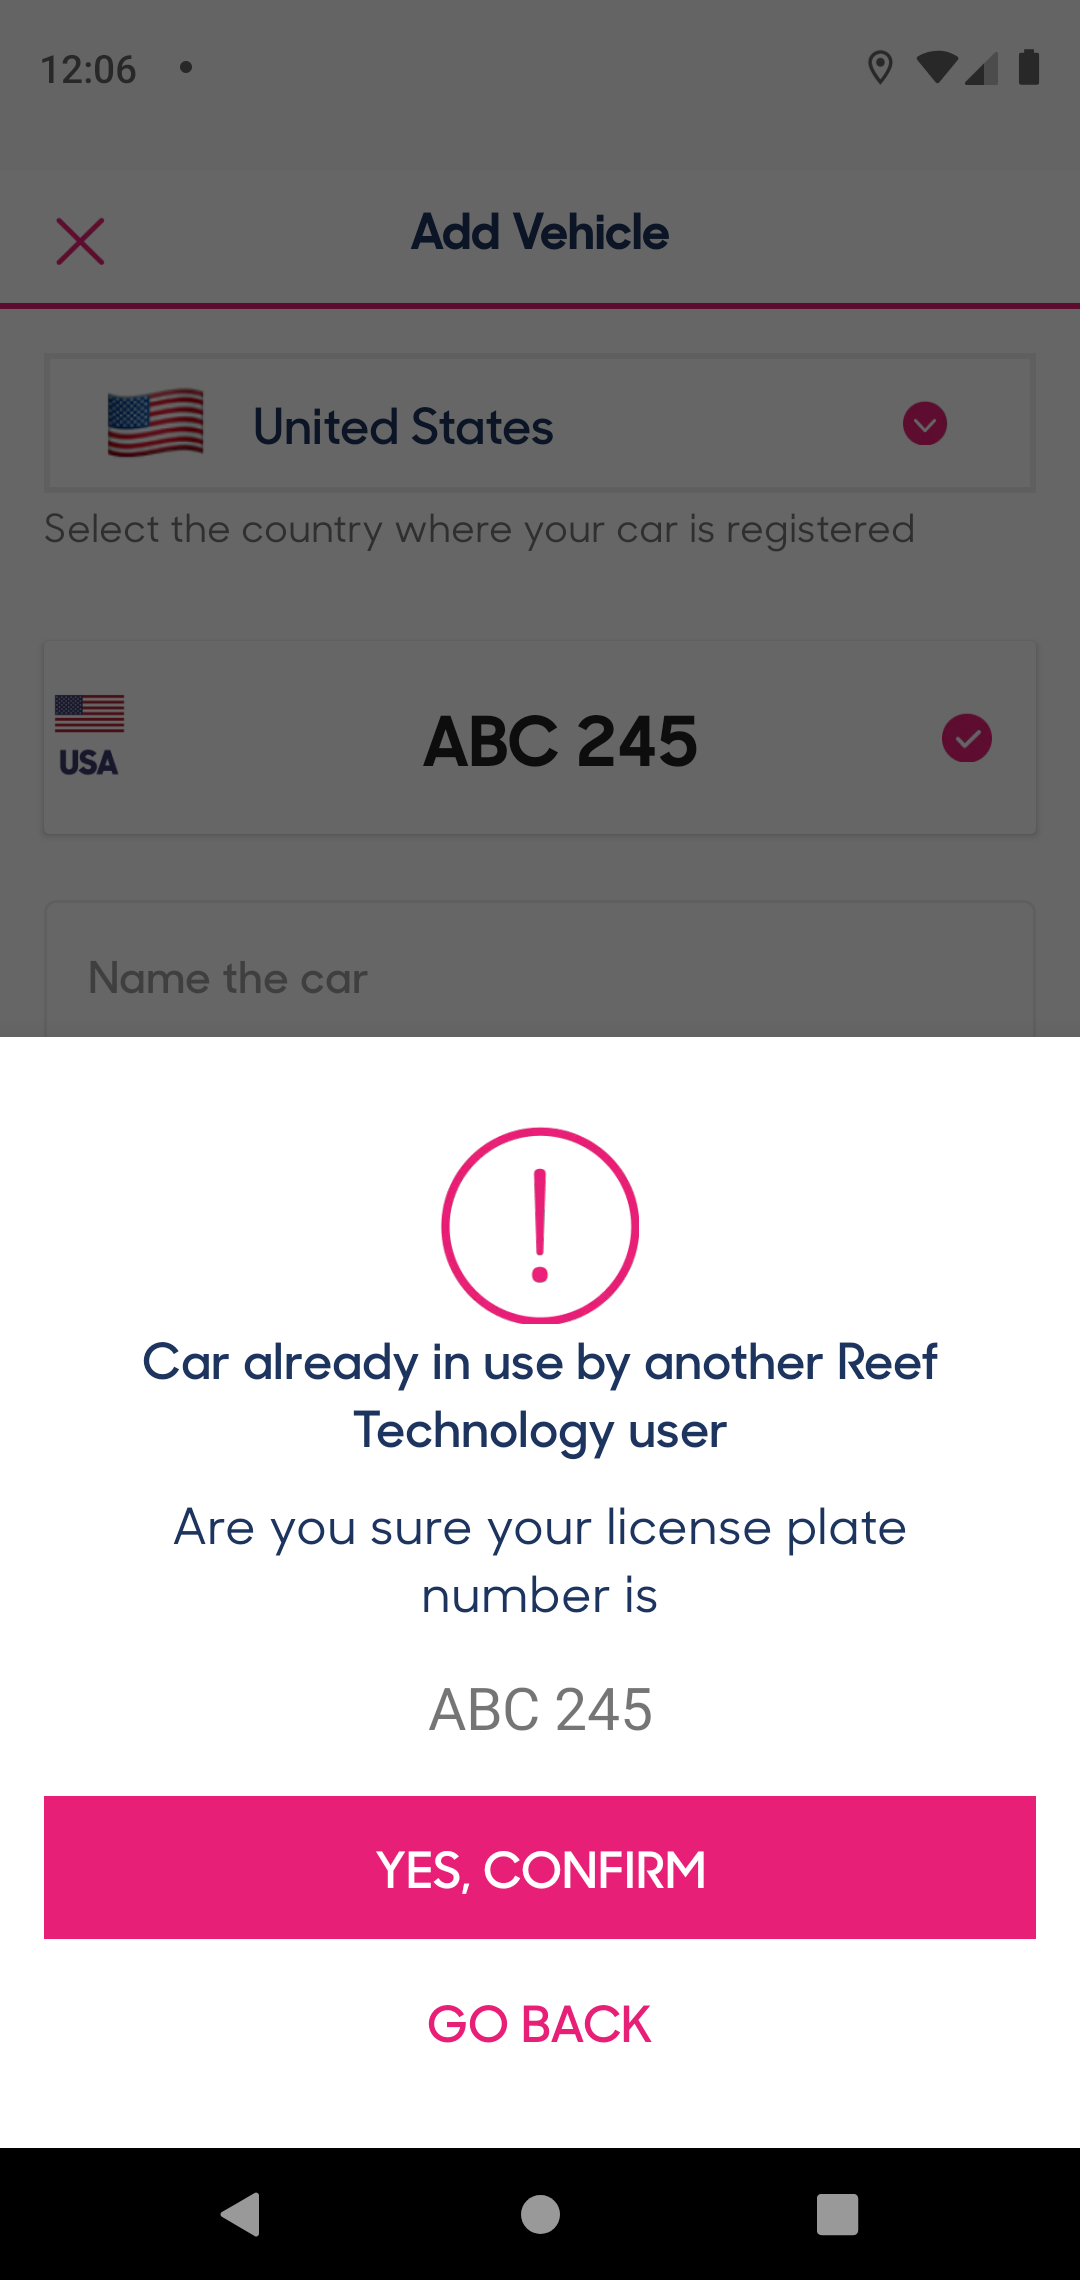 12:06
Add Vehicle
United States
Select the country where your car is registered
USA
ABC 245
Name the car
Car already in use by another Reef
Technology user
Are you sure your license plate
number is
ABC 245
YES, CONFIRM
GO BACK